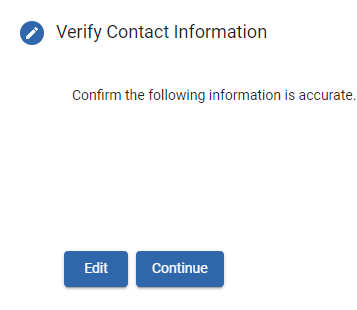 Verify Contact Information
Confirm the following information is accurate.
Edit
Continue